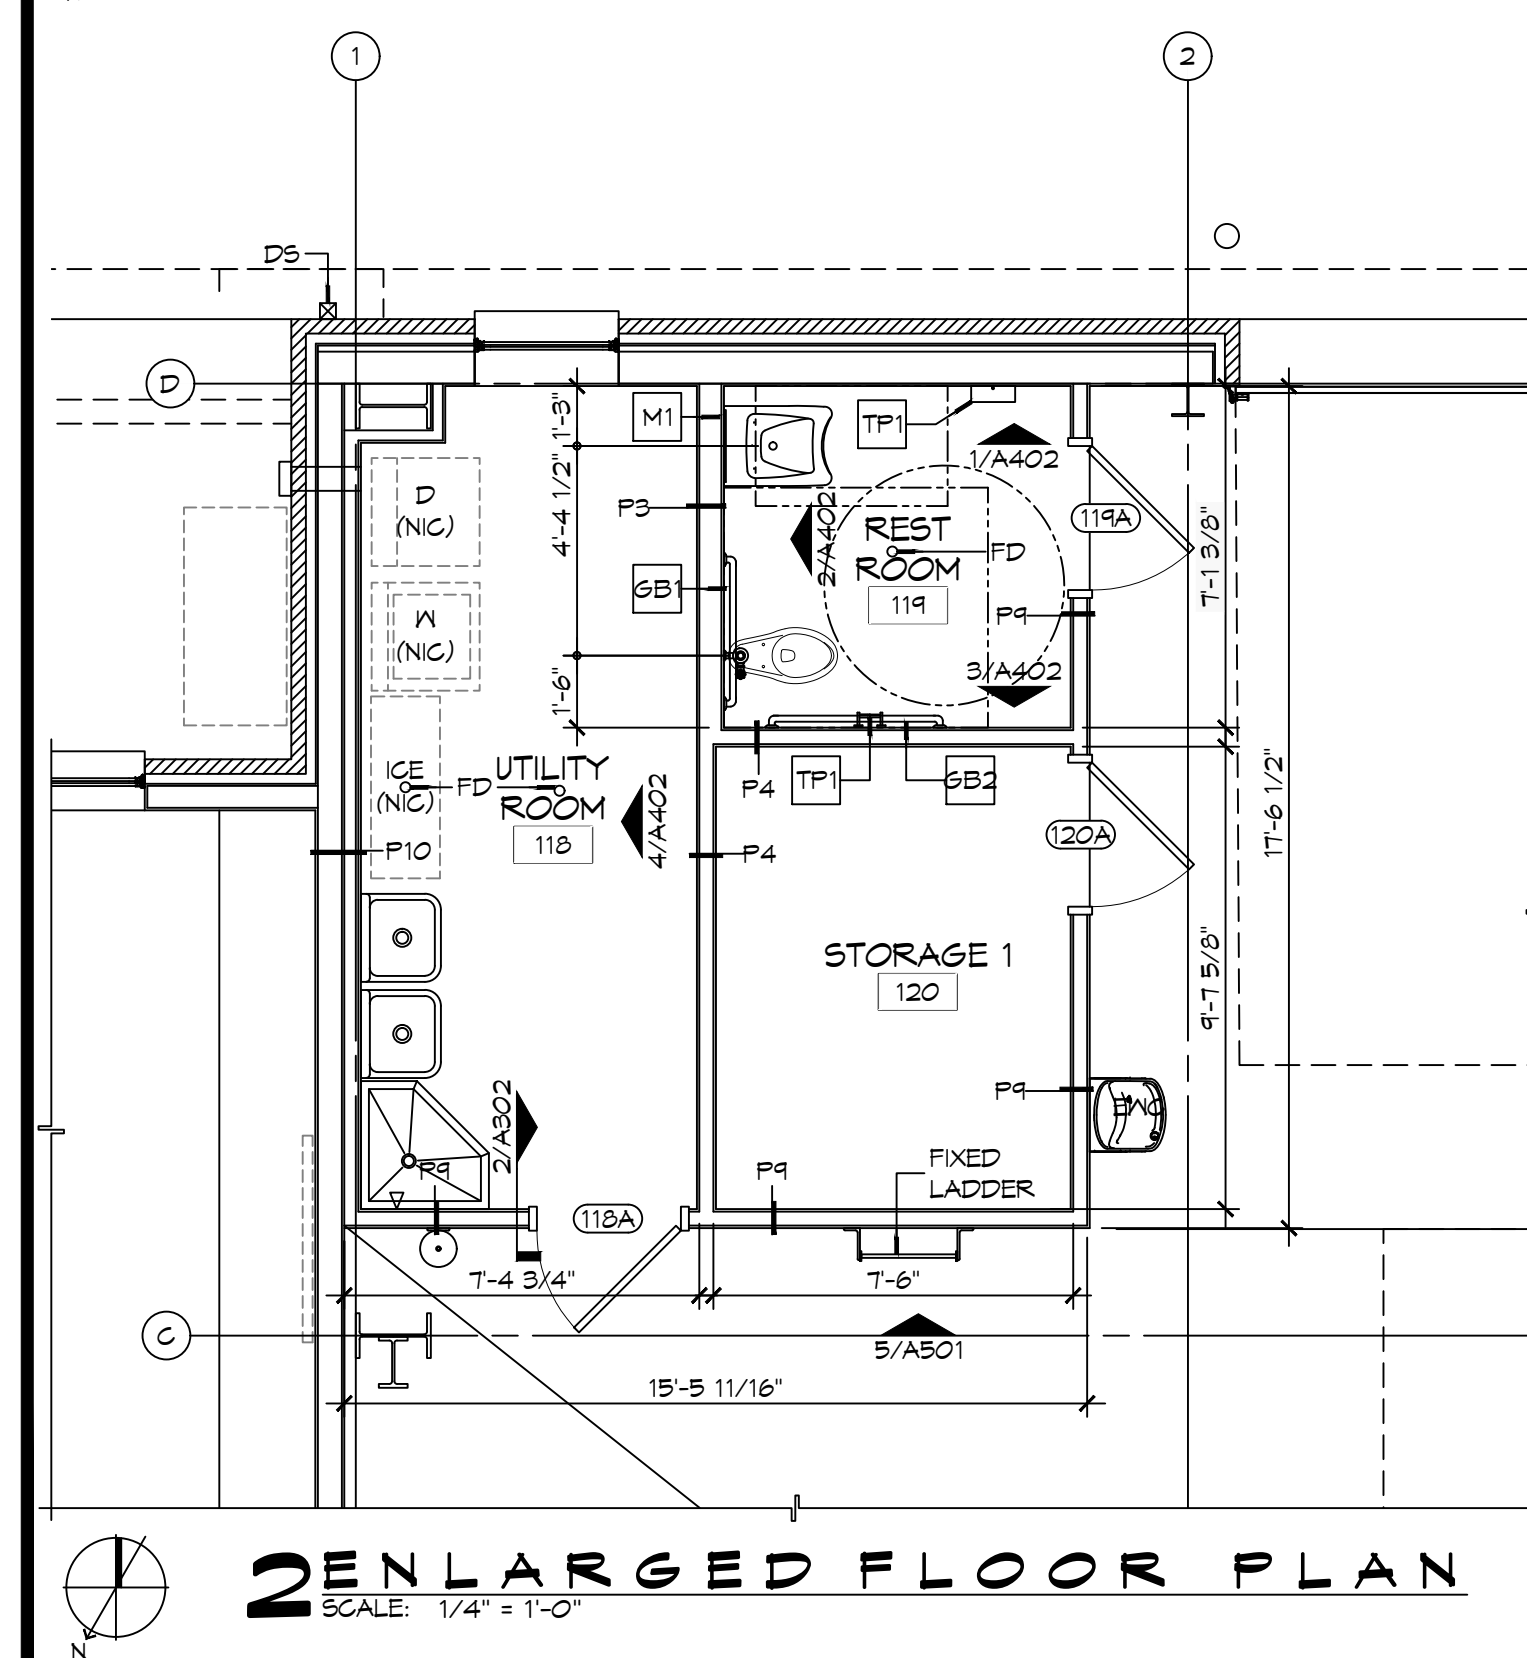 1
2
DS
D
M1
TP1
1'-3"
1/A402
D
(NIC)
4'-4 1/2"
P3
2/A402
REST
ROOM
119
FD
119A
7'-1 3/8"
W
(NIC)
GB1
P9
1'-6"
3/A402
ICE
(NIC)
FD
UTILITY
ROOM
118
4/A402
P4
TP1
GB2
17'-6 1/2"
P10
P4
120A
STORAGE 1
120
9'-7 5/8"
2/A302
P9
EWC
P9
P9
FIXED
LADDER
118A
7'-4 3/4"
7'-6"
C
5/A501
15'-5 11/16"
N
2 ENLARGED FLOOR PLAN
SCALE: 1/4" = 1'-0"